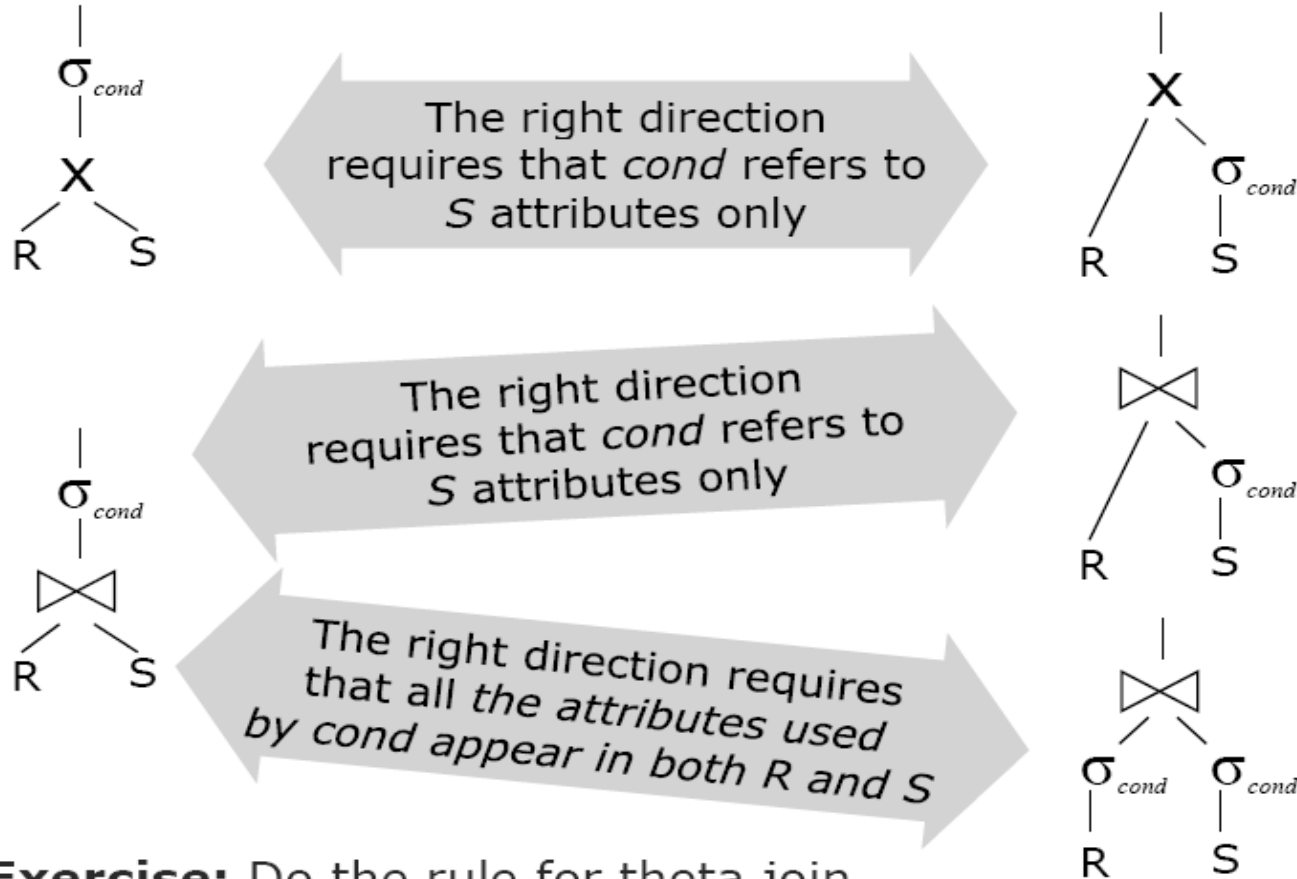 σcond
X
R S
The right direction
requires that cond refers to
S attributes only
X
σcond
R S
σcond
⋈
R S
The right direction
requires that cond refers to
S attributes only
⋈
σcond
R S
The right direction requires
that all the attributes used
by cond appear in both R and S
⋈
σcond σcond
R S
Exercise: Do the rule for theta join